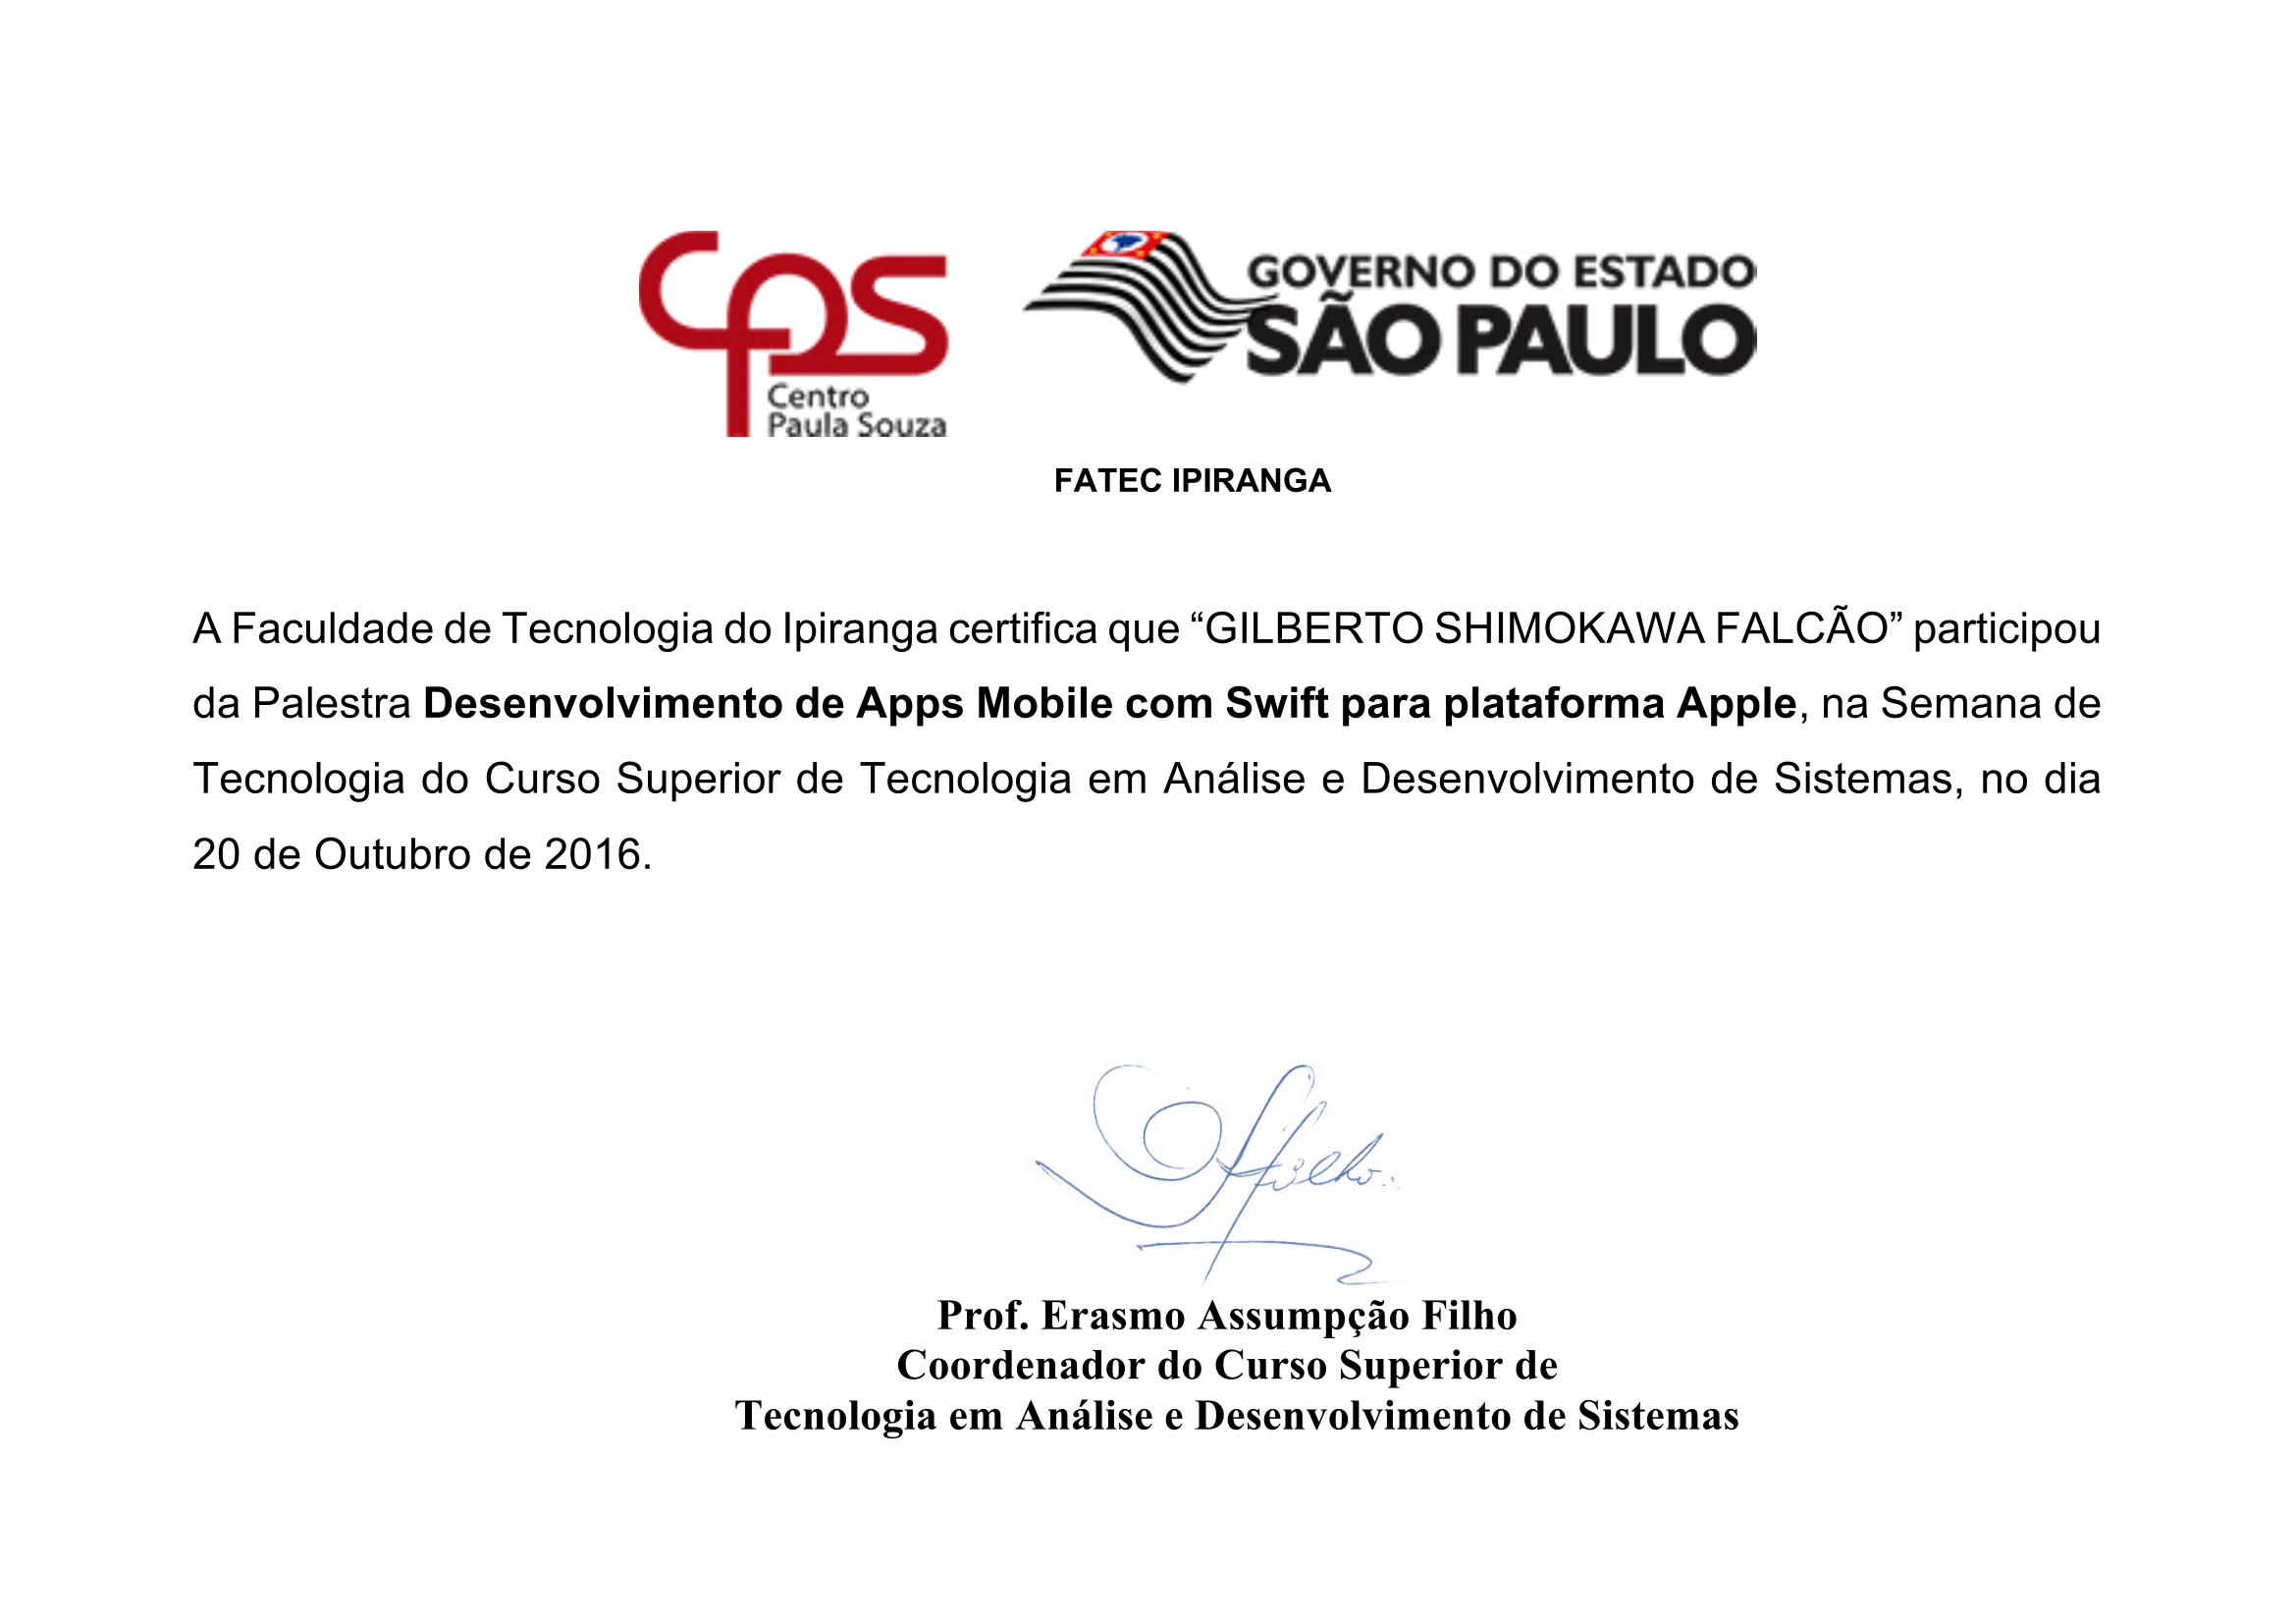 cps
Centro
Paula Souza
GOVERNO DO ESTADO
SÃO PAULO
FATEC IPIRANGA
A Faculdade de Tecnologia do Ipiranga certifica que “GILBERTO SHIMOKAWA FALCÃO” participou
da Palestra Desenvolvimento de Apps Mobile com Swift para plataforma Apple, na Semana de
Tecnologia do Curso Superior de Tecnologia em Análise e Desenvolvimento de Sistemas, no dia
20 de Outubro de 2016.
Filho
Prof. Erasmo Assumpção Filho
Coordenador do Curso Superior de
Tecnologia em Análise e Desenvolvimento de Sistemas